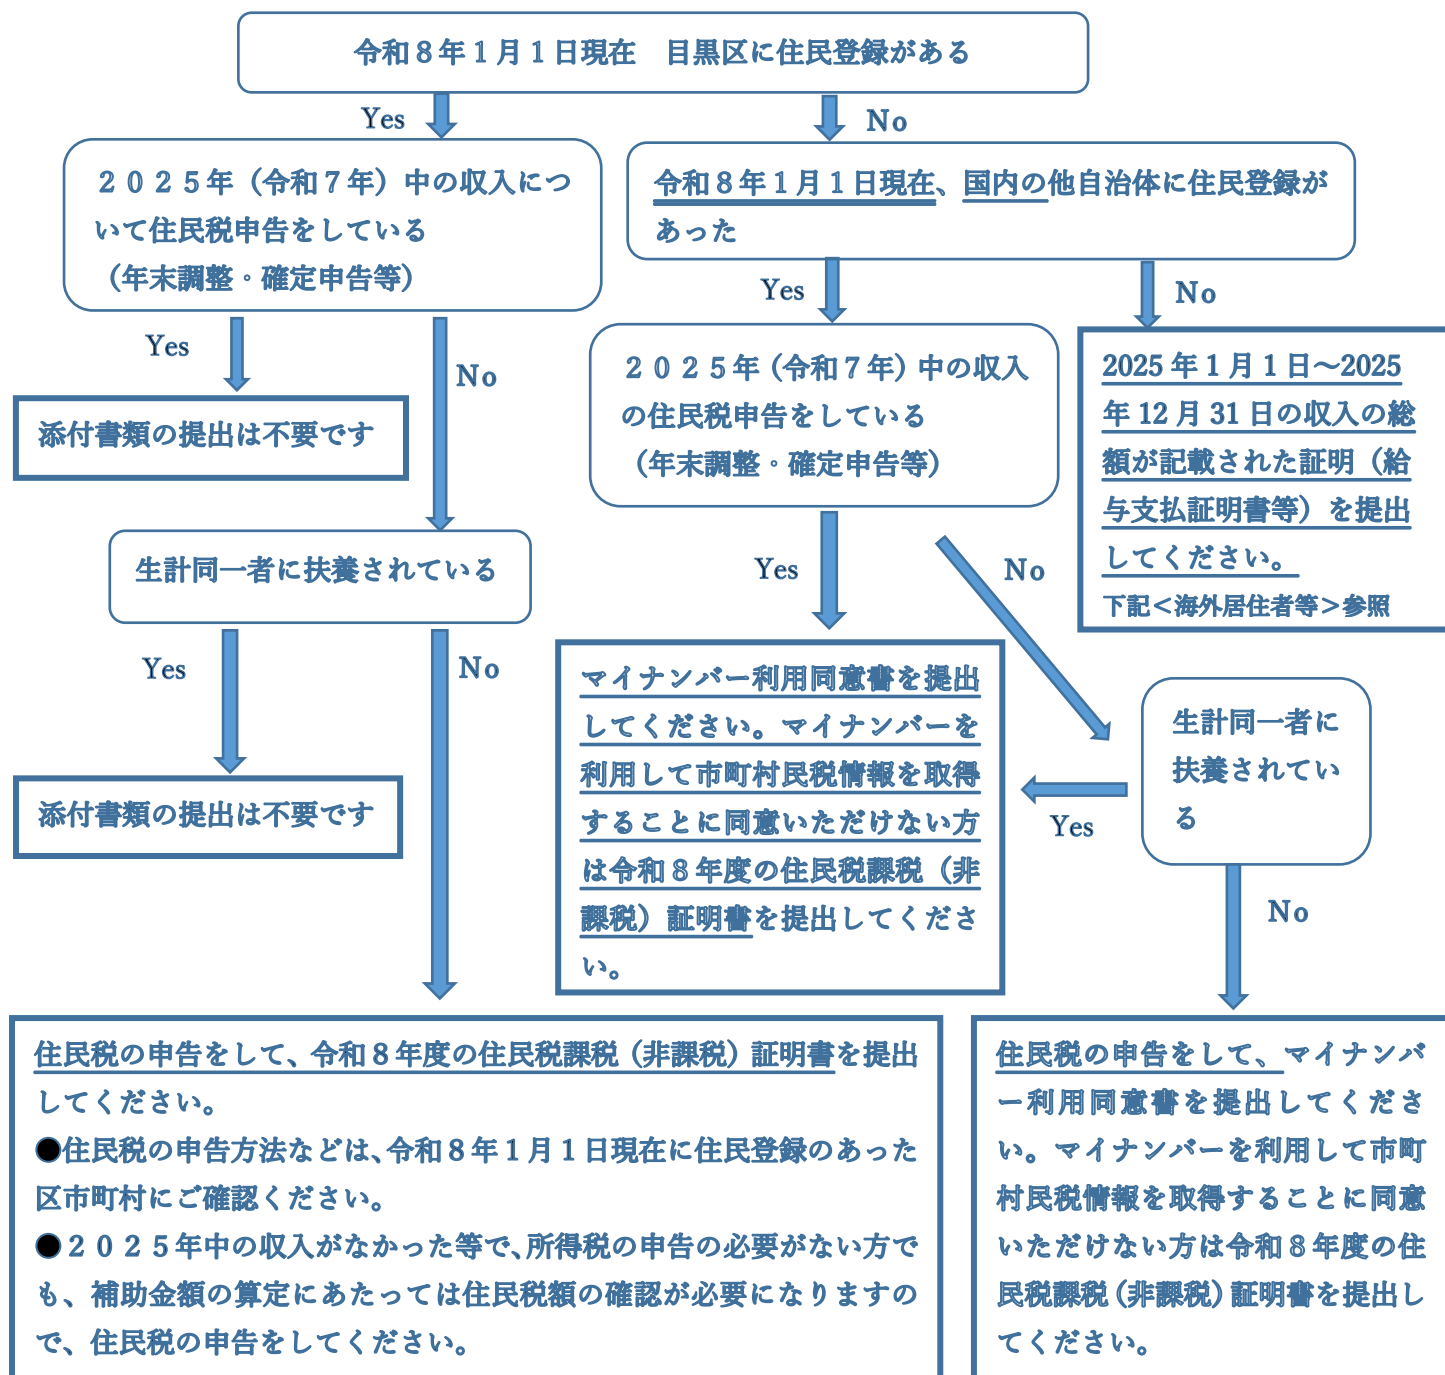 令和８年１月１日現在　目黒区に住民登録がある
Yes
No
２０２５年（令和７年）中の収入につ
いて住民税申告をしている
（年末調整・確定申告等）
令和８年１月１日現在、国内の他自治体に住民登録が
あった
Yes
No
Yes
No
添付書類の提出は不要です
２０２５年（令和７年）中の収入
の住民税申告をしている
（年末調整・確定申告等）
2025年１月１日～2025
年12月31日の収入の総
額が記載された証明（給
与支払証明書等）を提出
してください。
下記＜海外居住者等＞参照
生計同一者に扶養されている
Yes
No
Yes
No
添付書類の提出は不要です
マイナンバー利用同意書を提出
してください。マイナンバーを
利用して市町村民税情報を取得
することに同意いただけない方
は令和８年度の住民税課税（非
課税）証明書を提出してくださ
い。
生計同一者に
扶養されてい
る
Yes
No
住民税の申告をして、令和８年度の住民税課税（非課税）証明書を提出
してください。
●住民税の申告方法などは、令和８年１月１日現在に住民登録のあった
区市町村にご確認ください。
●２０２５年中の収入がなかった等で、所得税の申告の必要がない方で
も、補助金額の算定にあたっては住民税額の確認が必要になりますの
で、住民税の申告をしてください。
住民税の申告をして、マイナンバ
ー利用同意書を提出してくださ
い。マイナンバーを利用して市町
村民税情報を取得することに同意
いただけない方は令和８年度の住
民税課税（非課税）証明書を提出し
てください。